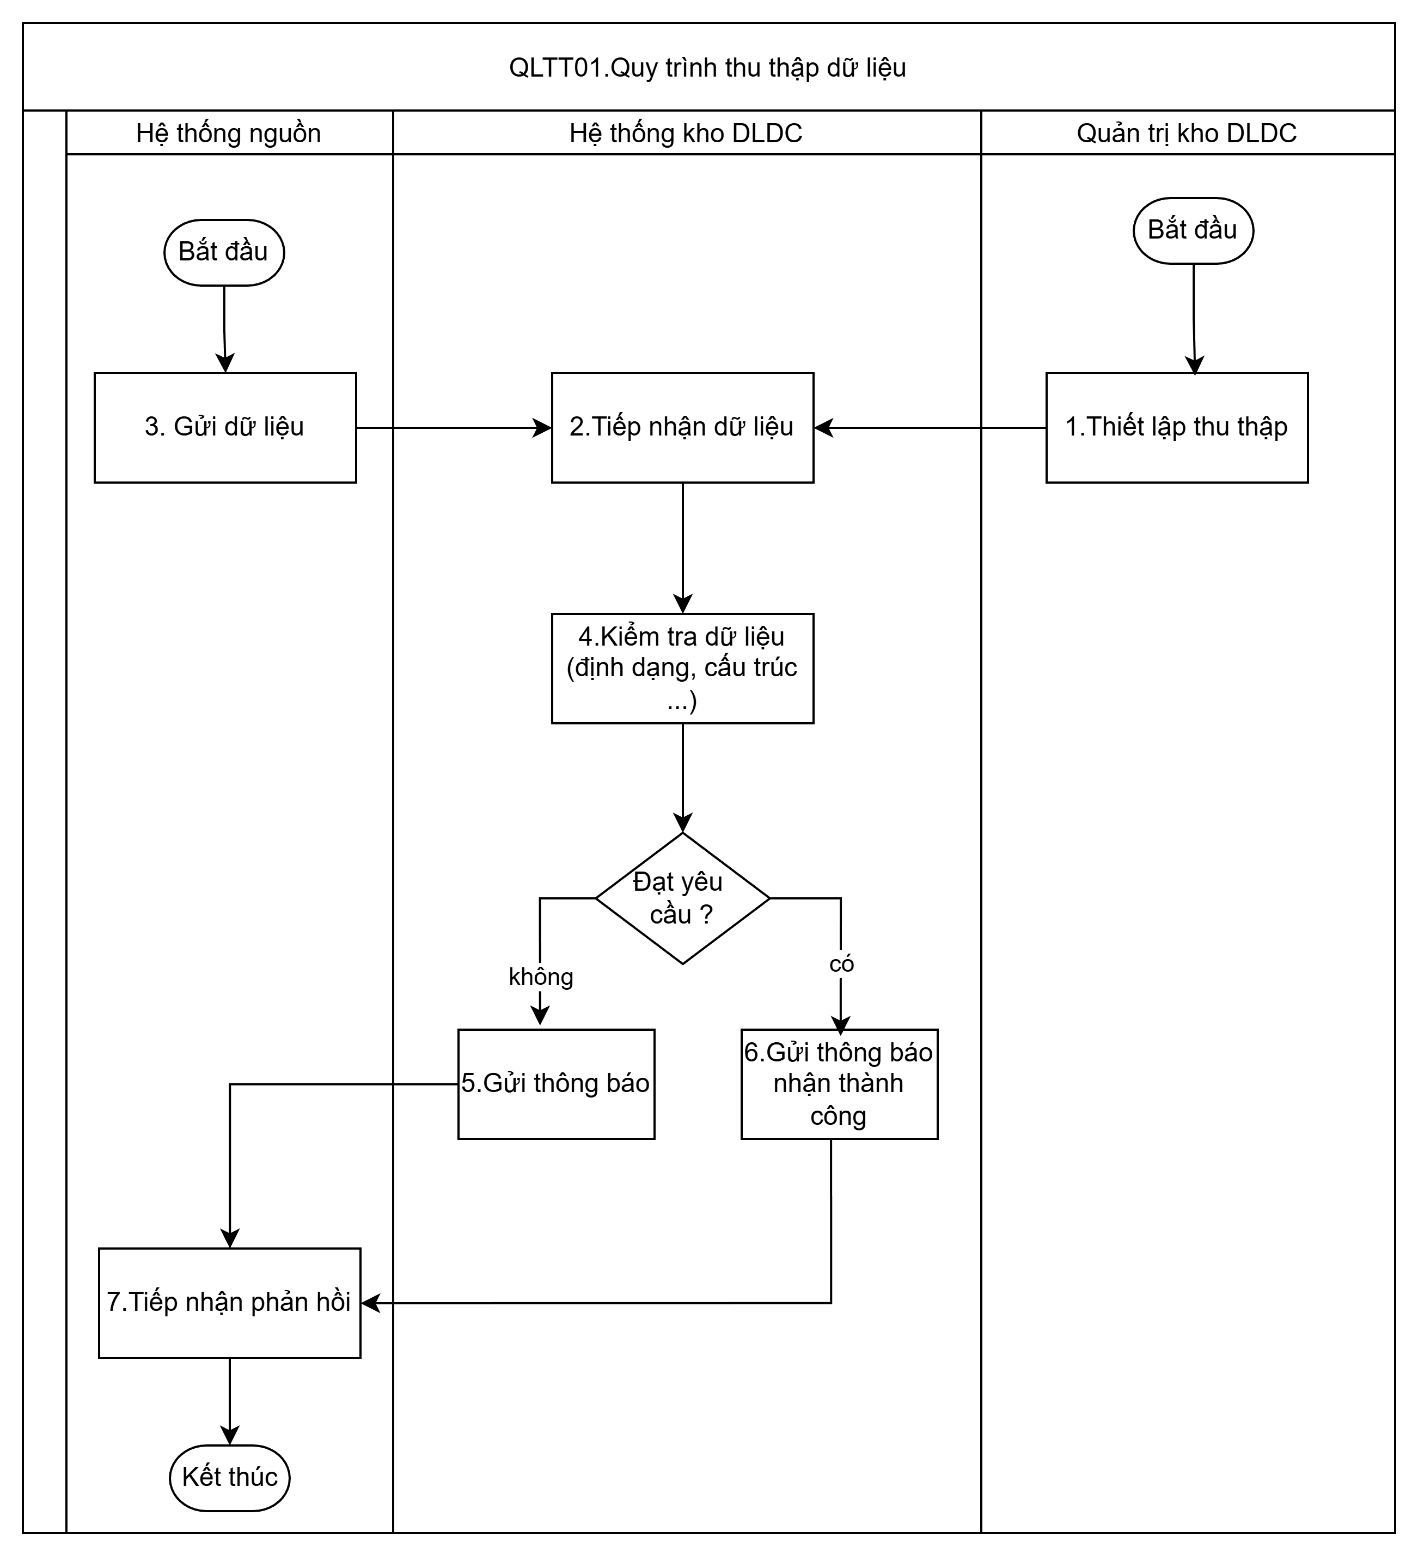 QLTT01.Quy trình thu thập dữ liệu
Hệ thống nguồn
Hệ thống kho DLDC
Quản trị kho DLDC
Bắt đầu
Bắt đầu
3. Gửi dữ liệu
2.Tiếp nhận dữ liệu
1.Thiết lập thu thập
4.Kiểm tra dữ liệu
(định dạng, cấu trúc
...)
Đạt yêu
cầu ?
không
có
5.Gửi thông báo
6.Gửi thông báo
nhận thành
công
7.Tiếp nhận phản hồi
Kết thúc